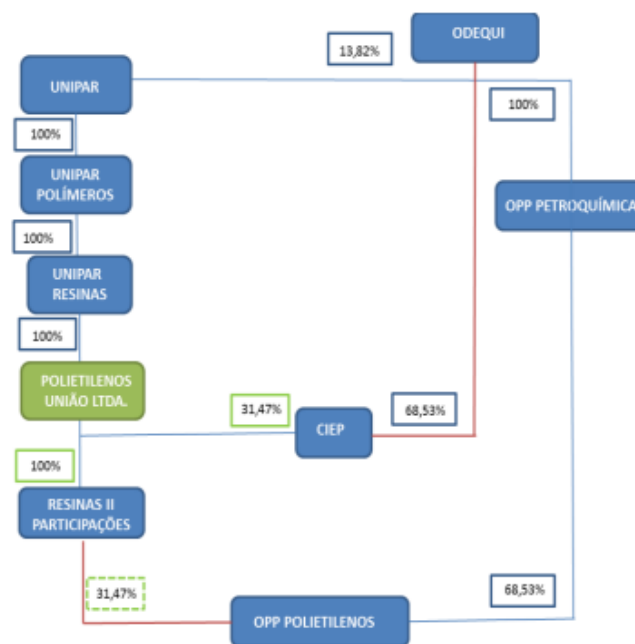 ODEQUI
13,82%
UNIPAR
100%
100%
UNIPAR
POLÍMEROS
OPP PETROQUÍMICA
100%
UNIPAR
RESINAS
100%
POLIETILENOS
UNIÃO LTDA.
31,47%
68,53%
CIEP
100%
RESINAS II
PARTICIPAÇÕES
31,47%
68,53%
OPP POLIETILENOS